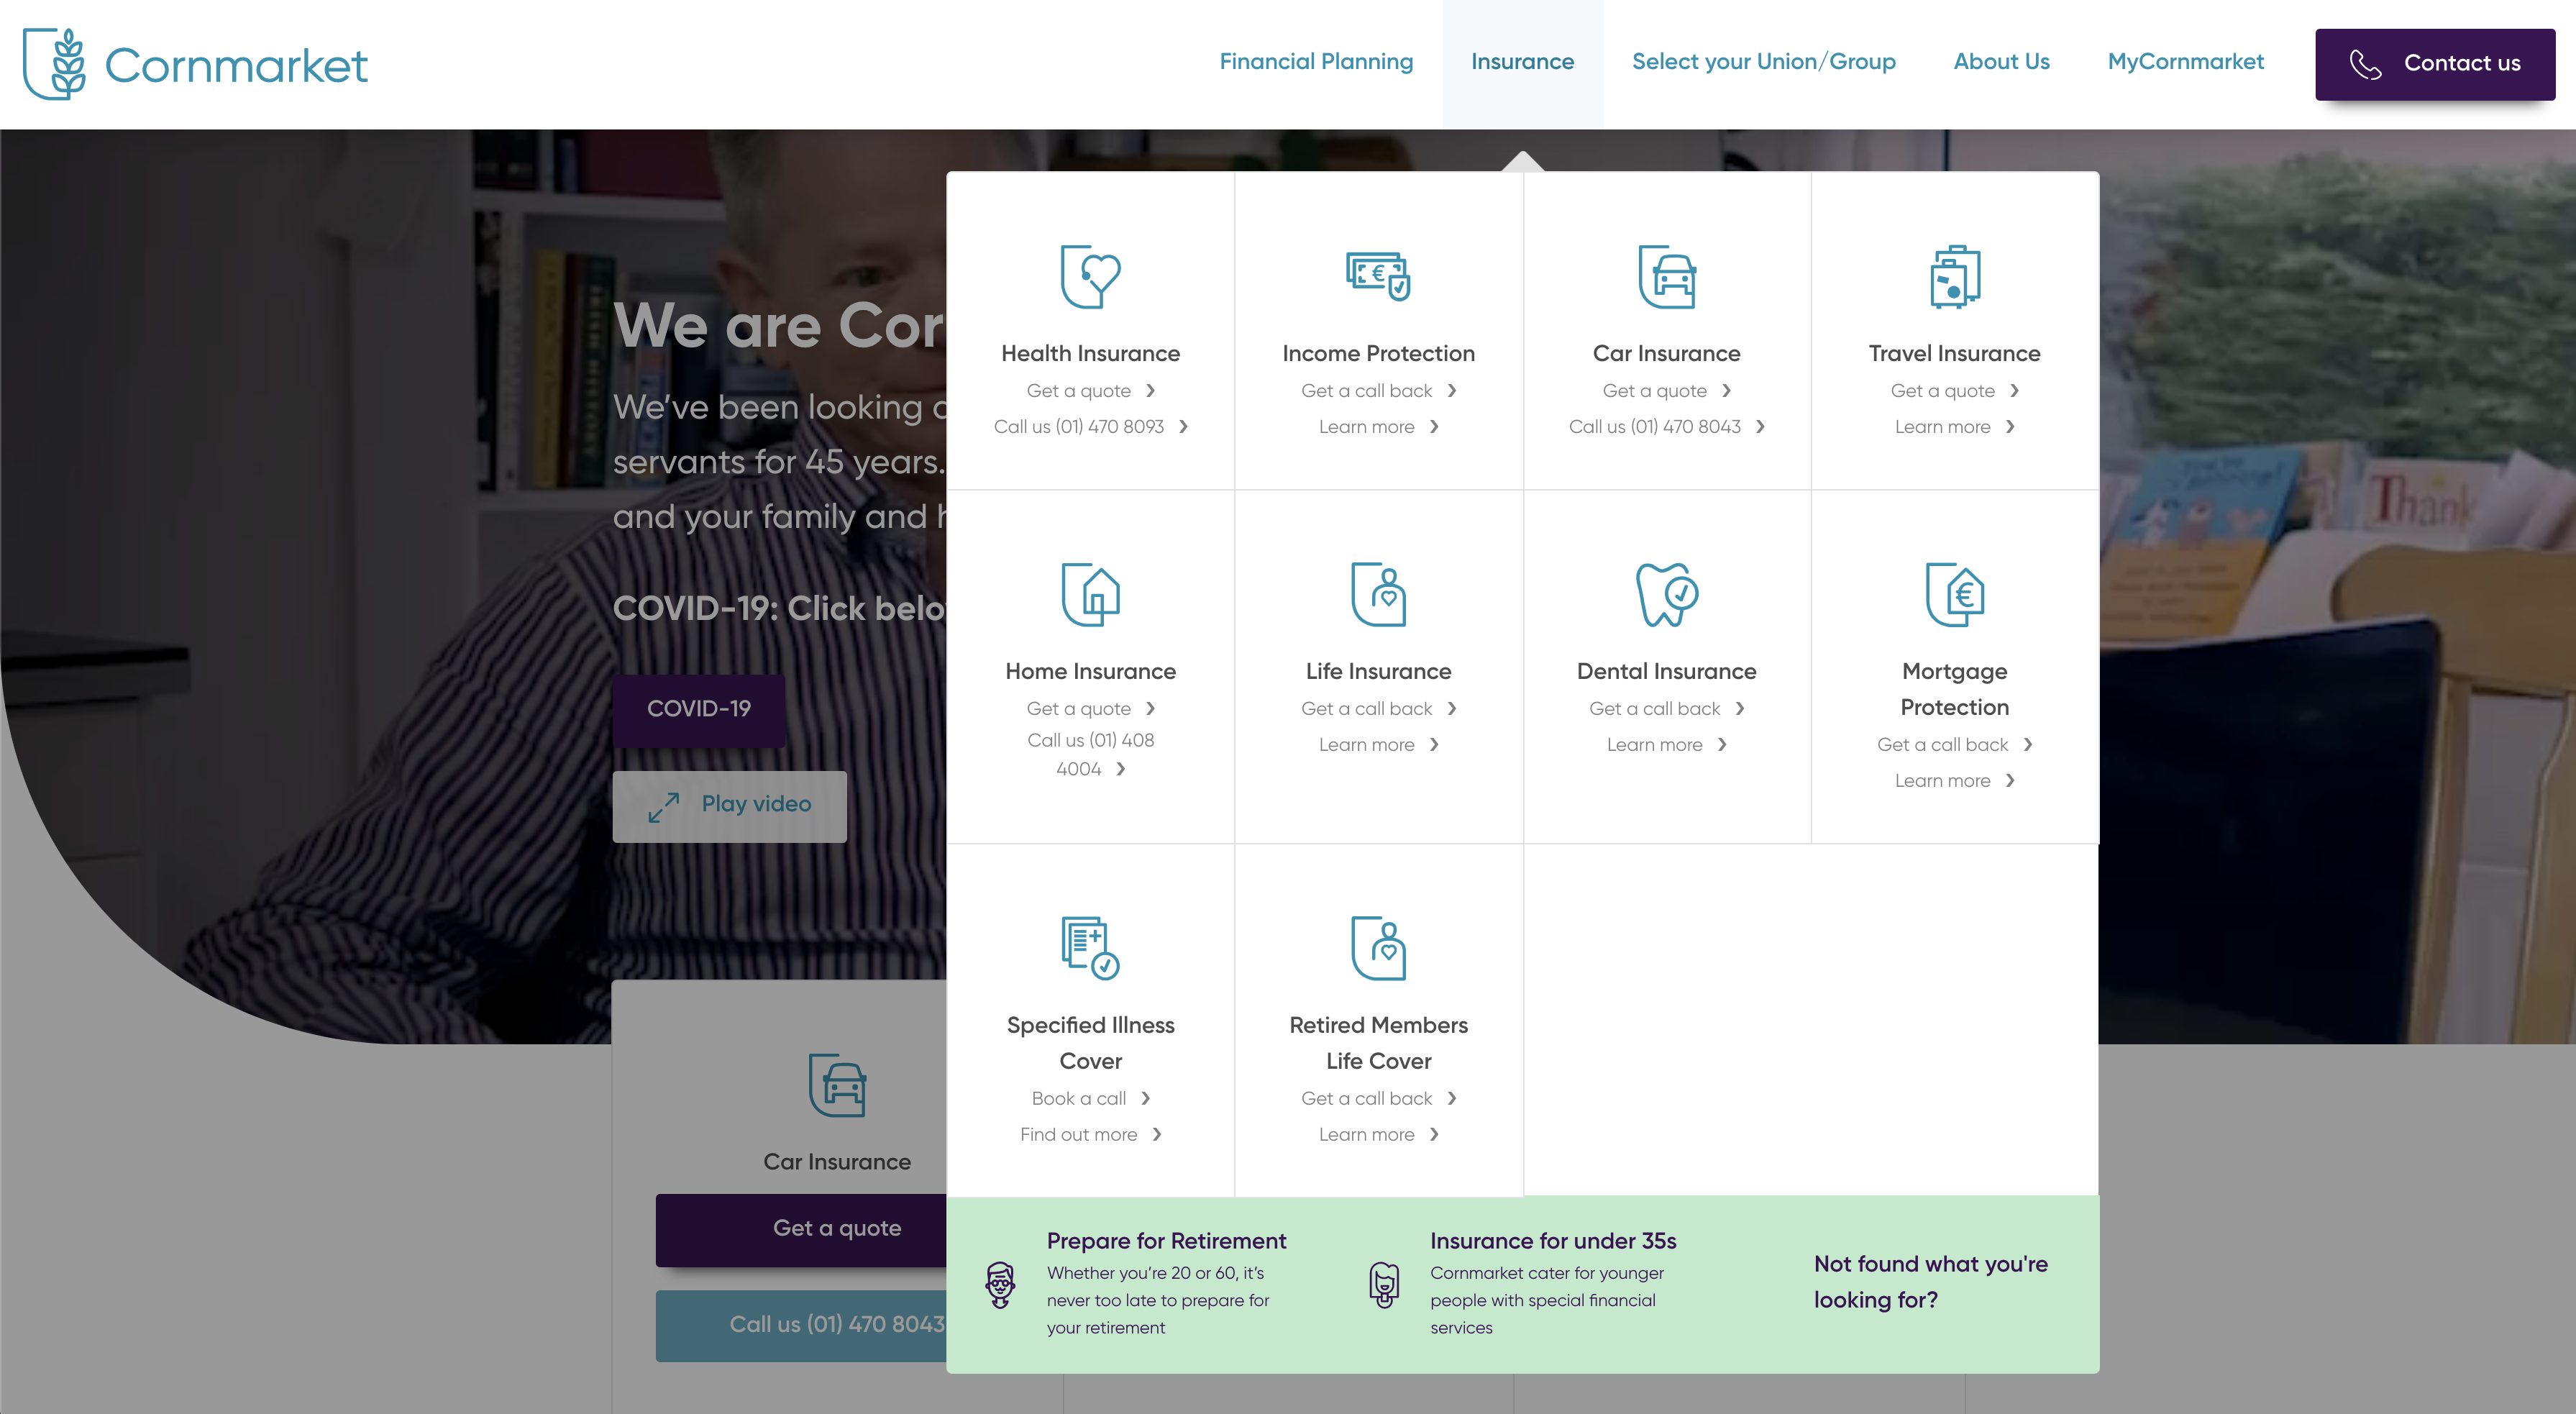 Cornmarket
Financial Planning
Insurance
Select your Union/Group
About Us
MyCornmarket
Contact us
We are Cor
We've been looking
servants for 45 years.
and your family and
COVID-19: Click belo
COVID-19
Play video
Car Insurance
Get a quote
Call us (01) 470 8043
Health Insurance
Get a quote
Call us (01) 470 8093
Income Protection
Get a call back
Learn more
Car Insurance
Get a quote
Call us (01) 470 8043
Travel Insurance
Get a quote
Learn more
Home Insurance
Get a quote
Call us (01) 408
4004
Life Insurance
Get a call back
Learn more
Dental Insurance
Get a call back
Learn more
Mortgage
Protection
Get a call back
Learn more
Specified Illness
Cover
Book a call
Find out more
Retired Members
Life Cover
Get a call back
Learn more
Prepare for Retirement
Whether you're 20 or 60, it's
never too late to prepare for
your retirement
Insurance for under 35s
Cornmarket cater for younger
people with special financial
services
Not found what you're
looking for?
Thank